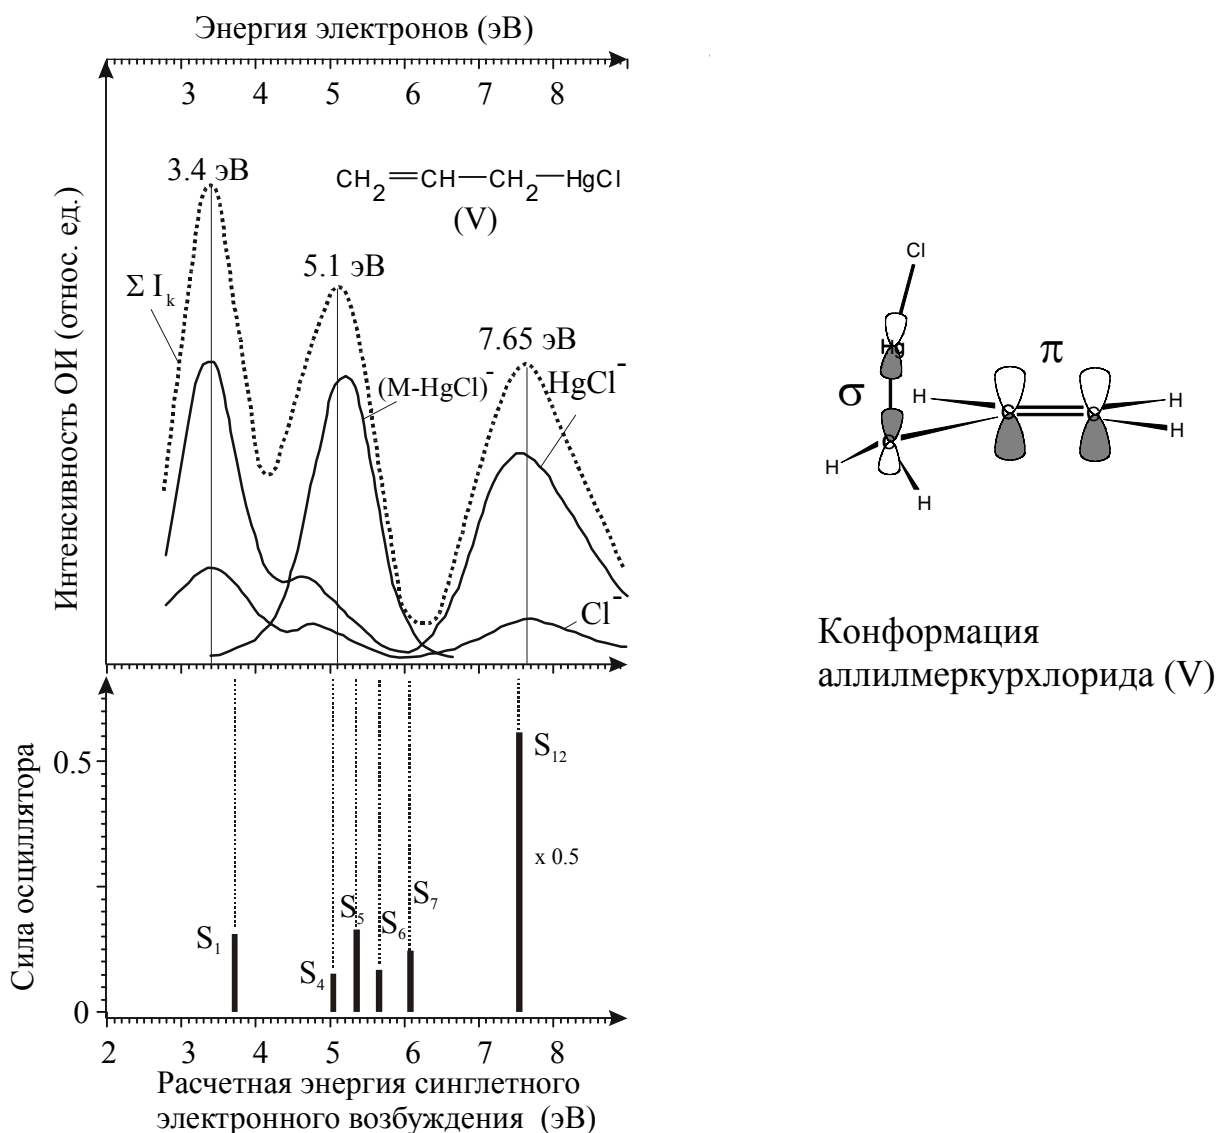 Энергия электронов (эВ)
3 4 5 6 7 8
Интенсивность ОИ (относ. ед.)
3.4 эВ
CH2=CH—CH2—HgCl
(V)
5.1 эВ
Σ Ik
7.65 эВ
(M-HgCl)-
HgCl-
Cl-
Сила осциллятора
0.5
0
S1
S4
S5
S6
S7
S12
x 0.5
2 3 4 5 6 7 8
Расчетная энергия синглетного
электронного возбуждения (эВ)
Cl
Hg
π
σ
H
H
H
C
C
C
H
H
Конформация
аллилмеркурхлорида (V)